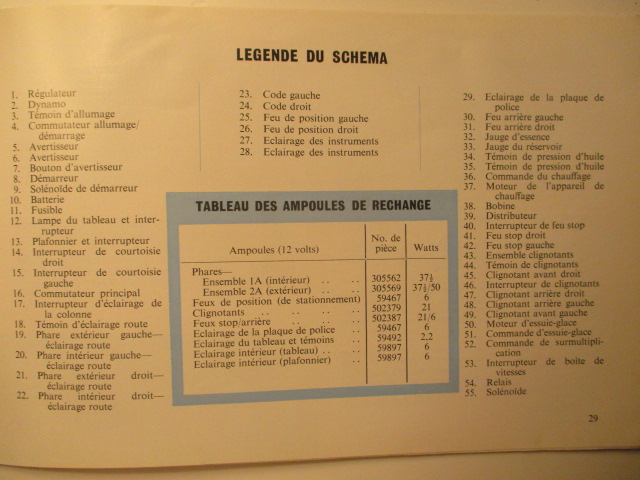 LEGENDE DU SCHEMA
1. Régulateur
2. Dynamo
3. Témoin d'allumage
4. Commutateur allumage/
démarrage
5. Avertisseur
6. Avertisseur
7. Bouton d'avertisseur
8. Démarreur
9. Solénoïde de démarreur
10. Batterie
11. Fusible
12. Lampe du tableau et inter-
rupteur
13. Plafonnier et interrupteur
14. Interrupteur de courtoisie
droit
15. Interrupteur de courtoisie
gauche
16. Commutateur principal
17. Interrupteur d'éclairage de
la colonne
18. Témoin d'éclairage route
19. Phare extérieur gauche—
éclairage route
20. Phare intérieur gauche—
éclairage route
21. Phare extérieur droit—
éclairage route
22. Phare intérieur droit—
éclairage route
23. Code gauche
24. Code droit
25. Feu de position gauche
26. Feu de position droit
27. Eclairage des instruments
28. Eclairage des instruments
29. Eclairage de la plaque de
police
30. Feu arrière gauche
31. Feu arrière droit
32. Jauge d'essence
33. Jauge du réservoir
34. Témoin de pression d'huile
35. Témoin de pression d'huile
36. Commande du chauffage
37. Moteur de l'appareil de
chauffage
38. Bobine
39. Distributeur
40. Interrupteur de feu stop
41. Feu stop droit
42. Feu stop gauche
43. Ensemble clignotants
44. Témoin de clignotants
45. Clignotant avant droit
46. Interrupteur de clignotants
47. Clignotant arrière droit
48. Clignotant arrière gauche
49. Clignotant avant gauche
50. Moteur d'essuie-glace
51. Commande d'essuie-glace
52. Commande de surmultipli-
cation
53. Interrupteur de boîte de
vitesses
54. Relais
55. Solénoïde
TABLEAU DES AMPOULES DE RECHANGE
Ampoules (12 volts) No. de pièce Watts
Phares—
Ensemble 1A (intérieur) .. .. 305562 37½
Ensemble 2A (extérieur) .. .. 305569 37½/50
Feux de position (de stationnement) 59467 6
Clignotants .. .. .. .. 502379 21
Feux stop/arrière .. .. .. 502387 21/6
Eclairage de la plaque de police .. 59467 6
Eclairage du tableau et témoins .. 59492 2,2
Eclairage intérieur (tableau) .. .. 59897 6
Eclairage intérieur (plafonnier) .. 59897 6
29